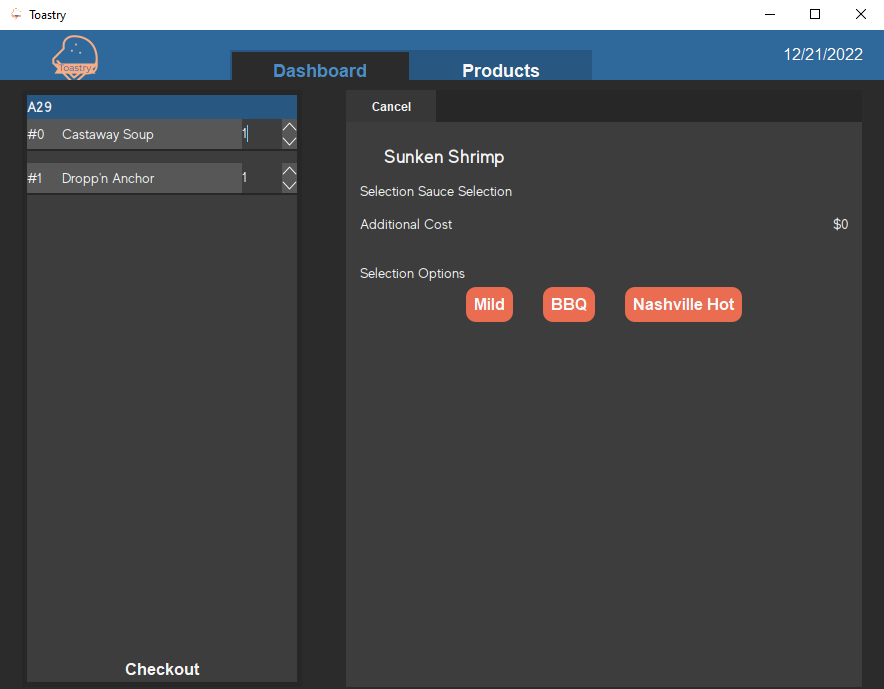 Toastry
Toastry
Dashboard
Products
12/21/2022
A29
#0 Castaway Soup 1
#1 Dropp'n Anchor 1
Checkout
Cancel
Sunken Shrimp
Selection Sauce Selection
Additional Cost $0
Selection Options
Mild BBQ Nashville Hot